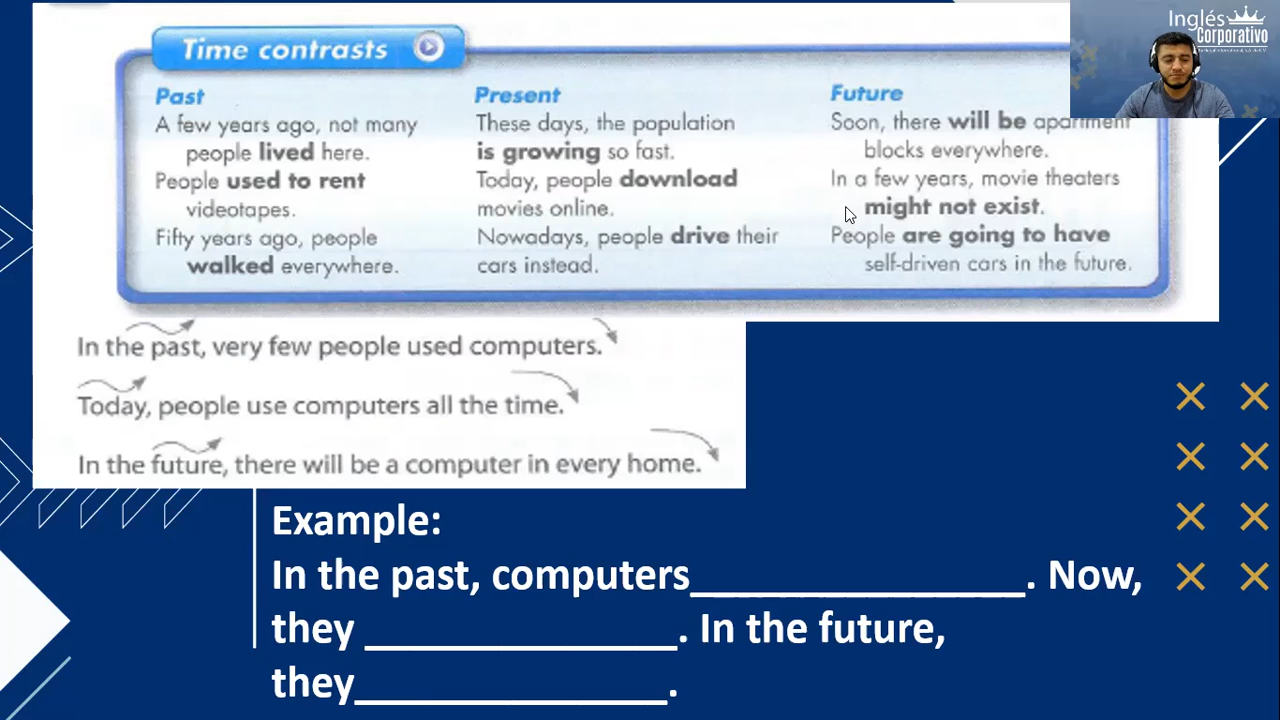 Inglés
Corporativo
Time contrasts
Past
A few years ago, not many
people lived here.
People used to rent
videotapes.
Fifty years ago, people
walked everywhere.
Present
These days, the population
is growing so fast.
Today, people download
movies online.
Nowadays, people drive their
cars instead.
Future
Soon, there will be apartment
blocks everywhere.
In a few years, movie theaters
might not exist.
People are going to have
self-driven cars in the future.
In the past, very few people used computers.
Today, people use computers all the time.
In the future, there will be a computer in every home.
Example:
In the past, computers_______________. Now,
they ______________. In the future,
they______________.